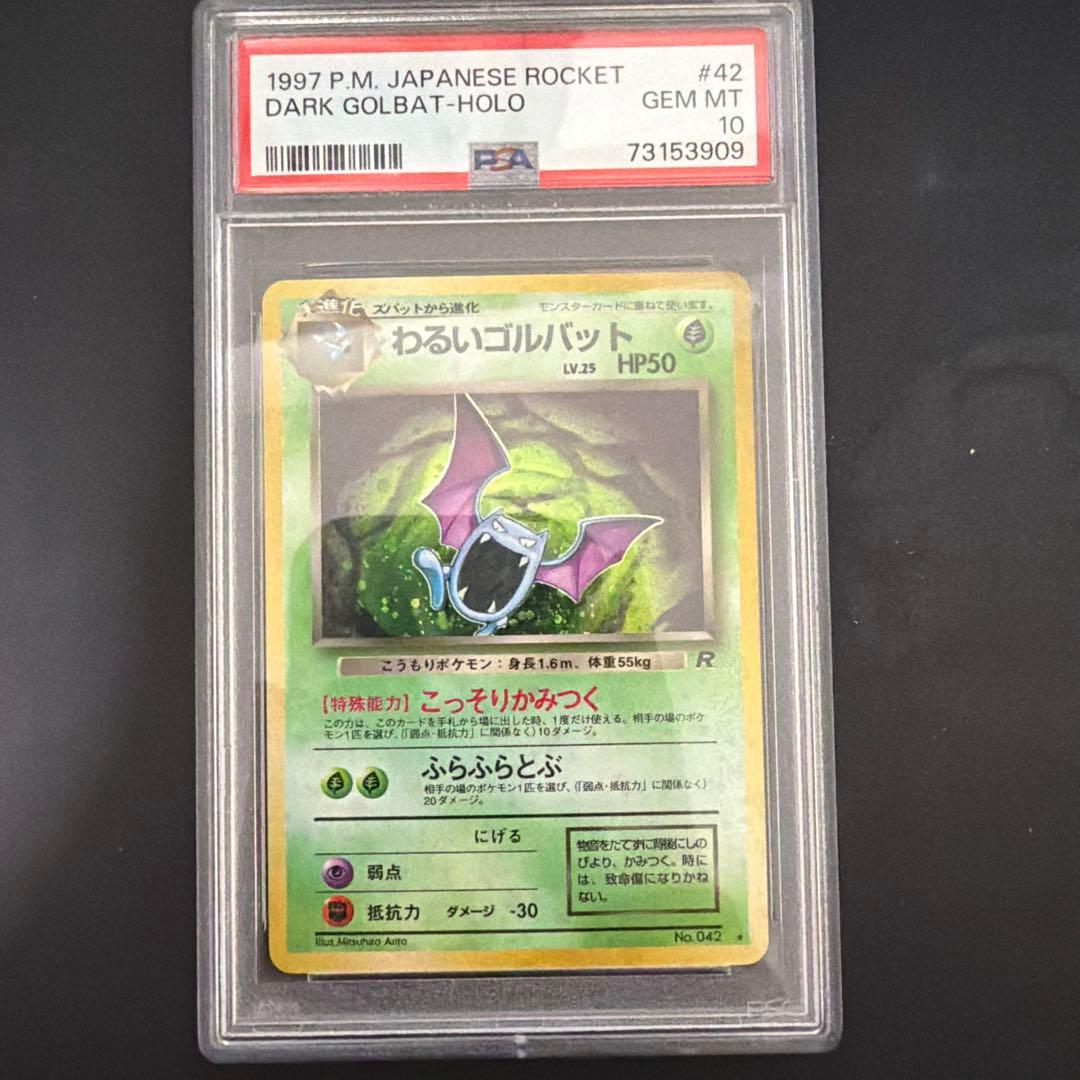 1997 P.M. JAPANESE ROCKET #42
DARK GOLBAT-HOLO GEM MT
10
PSA 73153909
1進化 ズバットから進化 モンスターカードに重ねて使います。
わるいゴルバット
LV.25 HP50
こうもりポケモン：身長1.6m、体重55kg R
【特殊能力】こっそりかみつく
この力は、このカードを手札から場に出した時、1度だけ使える。相手の場のポケ
モン1匹を選び、(「弱点・抵抗力」に関係なく)10ダメージ。
ふらふらとぶ
相手の場のポケモン1匹を選び、(「弱点・抵抗力」に関係なく)
20ダメージ。
にげる
弱点
抵抗力 ダメージ -30
物音をたてずに背後にしの
びより、かみつく。時に
は、致命傷になりかね
ない。
Illus. Mitsuhiro Arita No.042 ★
PSA